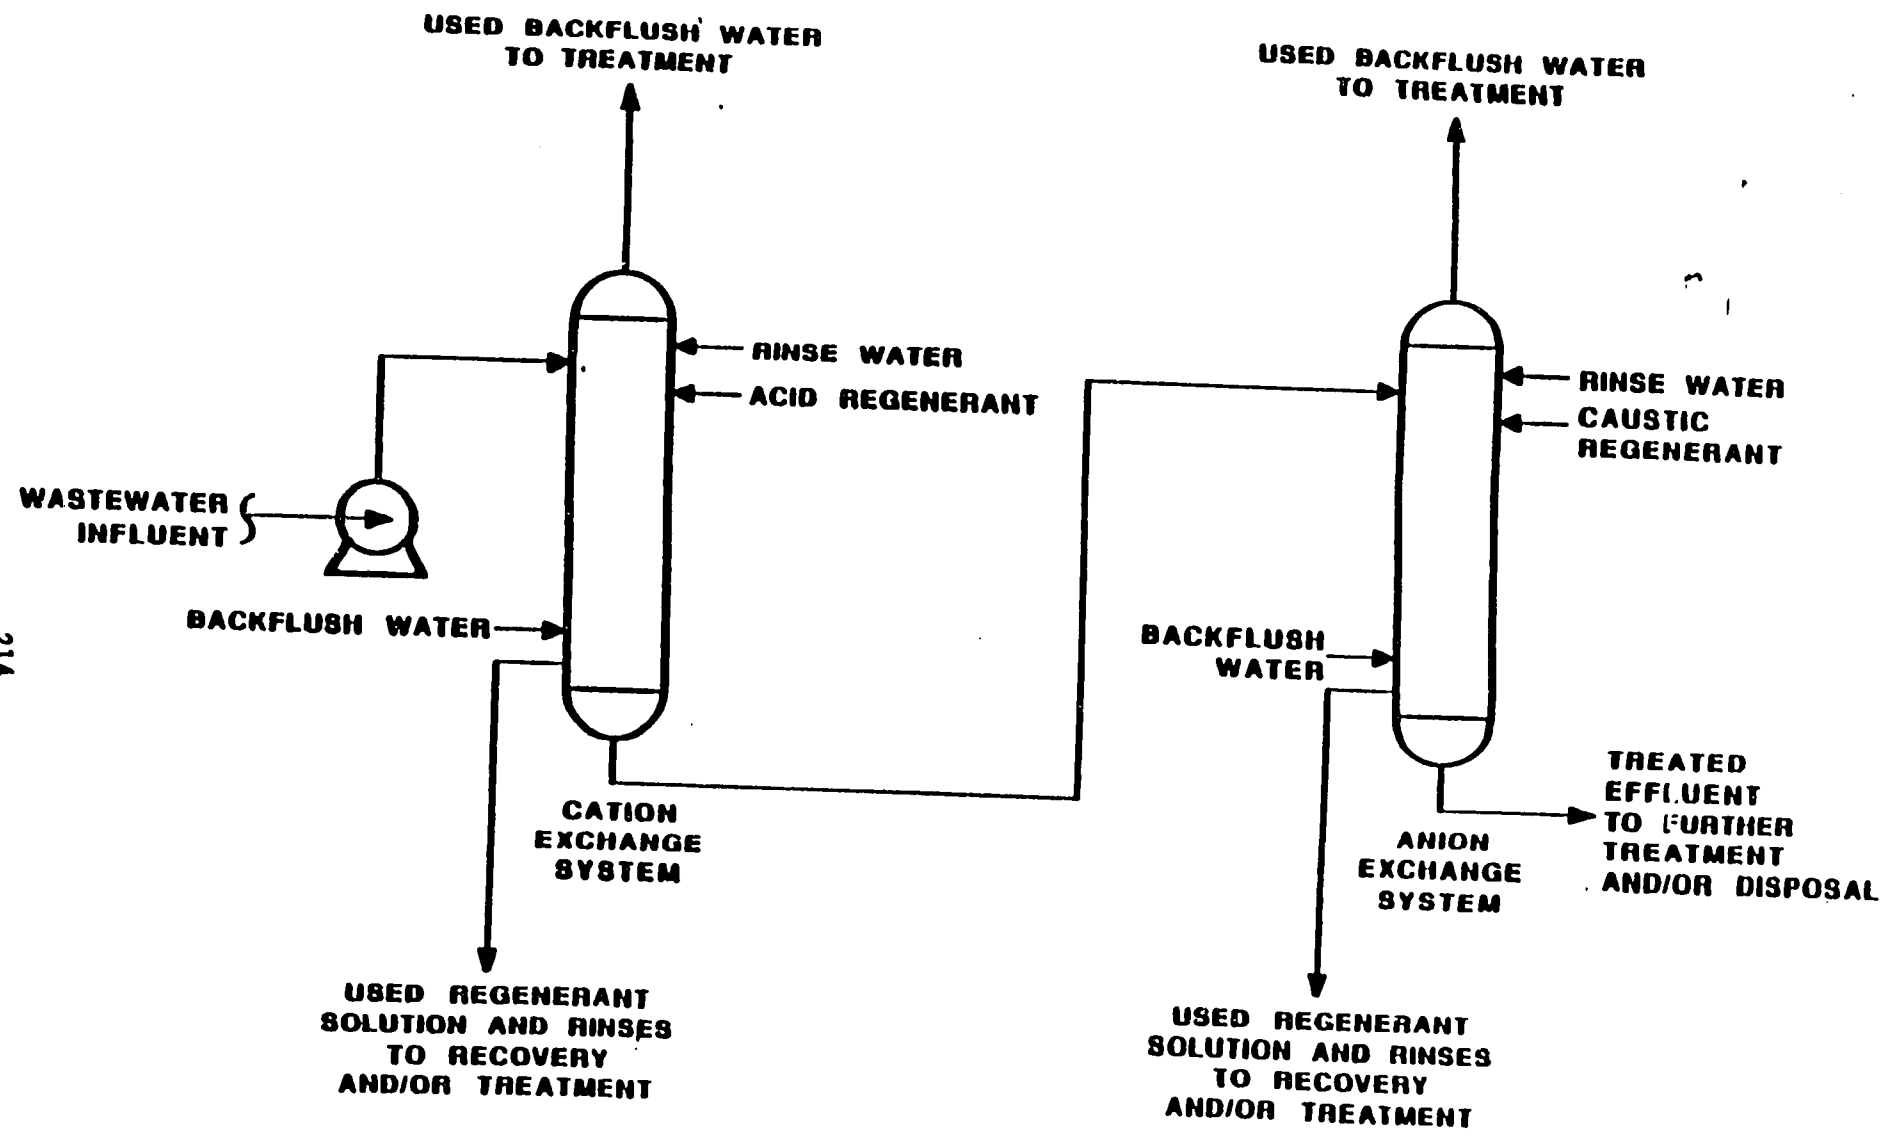 USED BACKFLUSH WATER
TO TREATMENT
USED BACKFLUSH WATER
TO TREATMENT
RINSE WATER
ACID REGENERANT
RINSE WATER
CAUSTIC
REGENERANT
WASTEWATER
INFLUENT
BACKFLUSH WATER
BACKFLUSH
WATER
CATION
EXCHANGE
SYSTEM
ANION
EXCHANGE
SYSTEM
TREATED
EFFLUENT
TO FURTHER
TREATMENT
AND/OR DISPOSAL
USED REGENERANT
SOLUTION AND RINSES
TO RECOVERY
AND/OR TREATMENT
USED REGENERANT
SOLUTION AND RINSES
TO RECOVERY
AND/OR TREATMENT